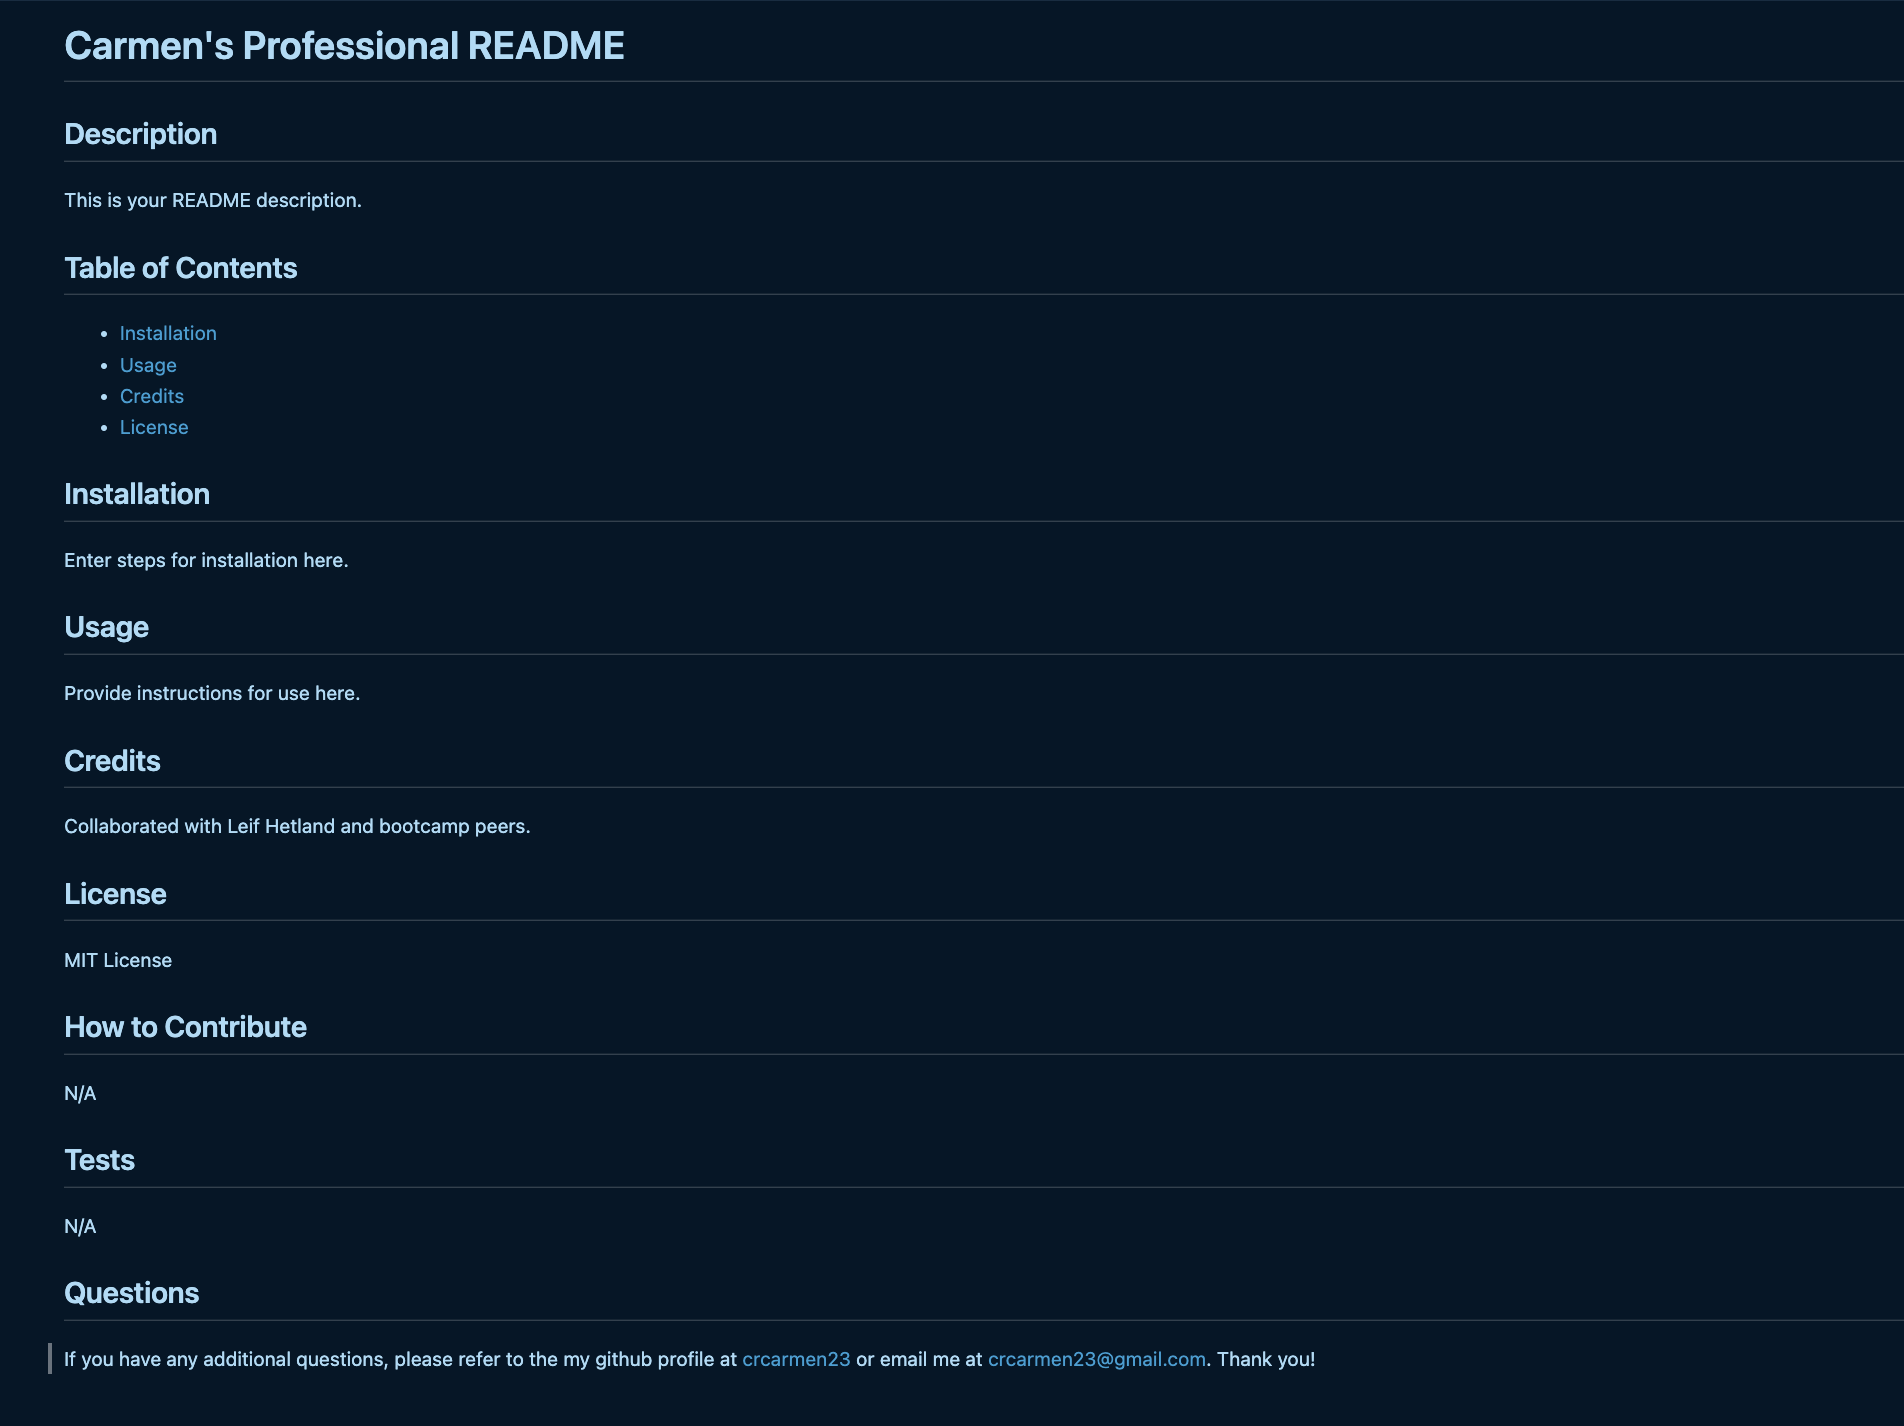 Carmen's Professional README
Description
This is your README description.
Table of Contents
Installation
Usage
Credits
License
Installation
Enter steps for installation here.
Usage
Provide instructions for use here.
Credits
Collaborated with Leif Hetland and bootcamp peers.
License
MIT License
How to Contribute
N/A
Tests
N/A
Questions
If you have any additional questions, please refer to the my github profile at crcarmen23 or email me at crcarmen23@gmail.com. Thank you!